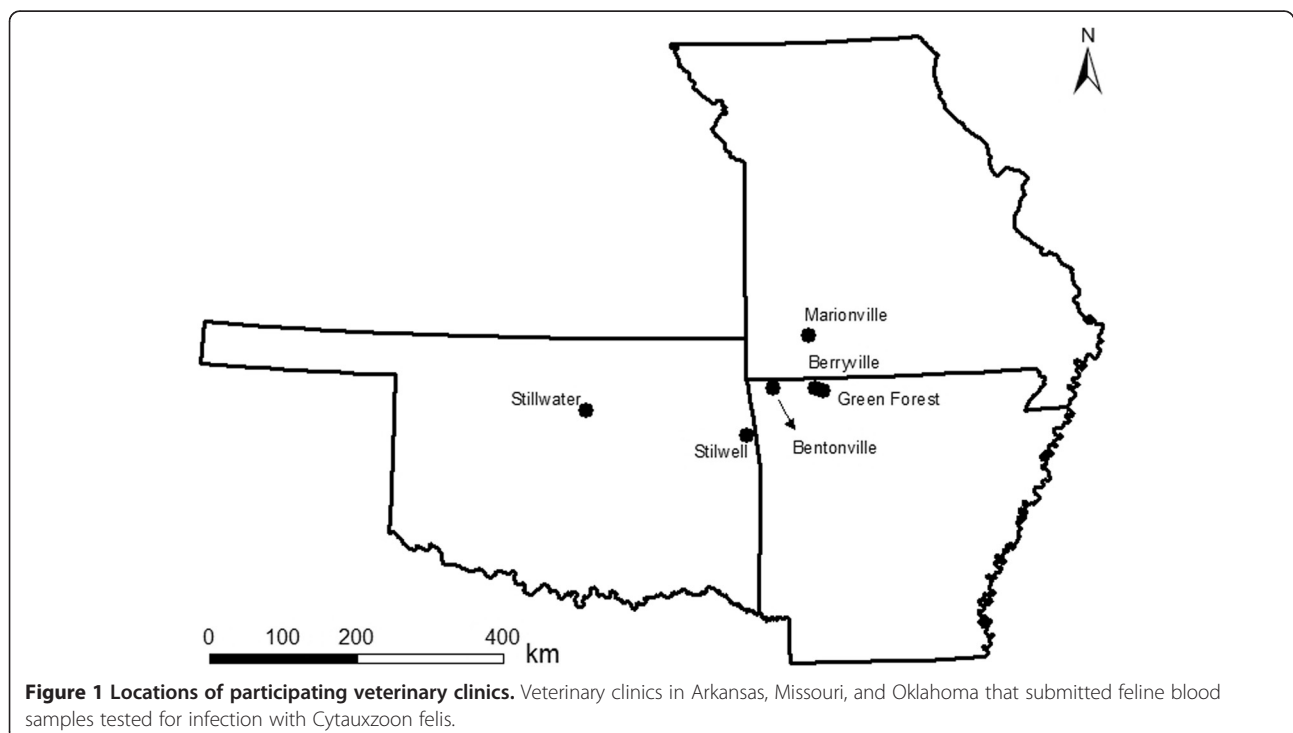 N
Marionville
Berryville
Green Forest
Stillwater
Stilwell
Bentonville
0 100 200 400
km
Figure 1 Locations of participating veterinary clinics. Veterinary clinics in Arkansas, Missouri, and Oklahoma that submitted feline blood
samples tested for infection with Cytauxzoon felis.